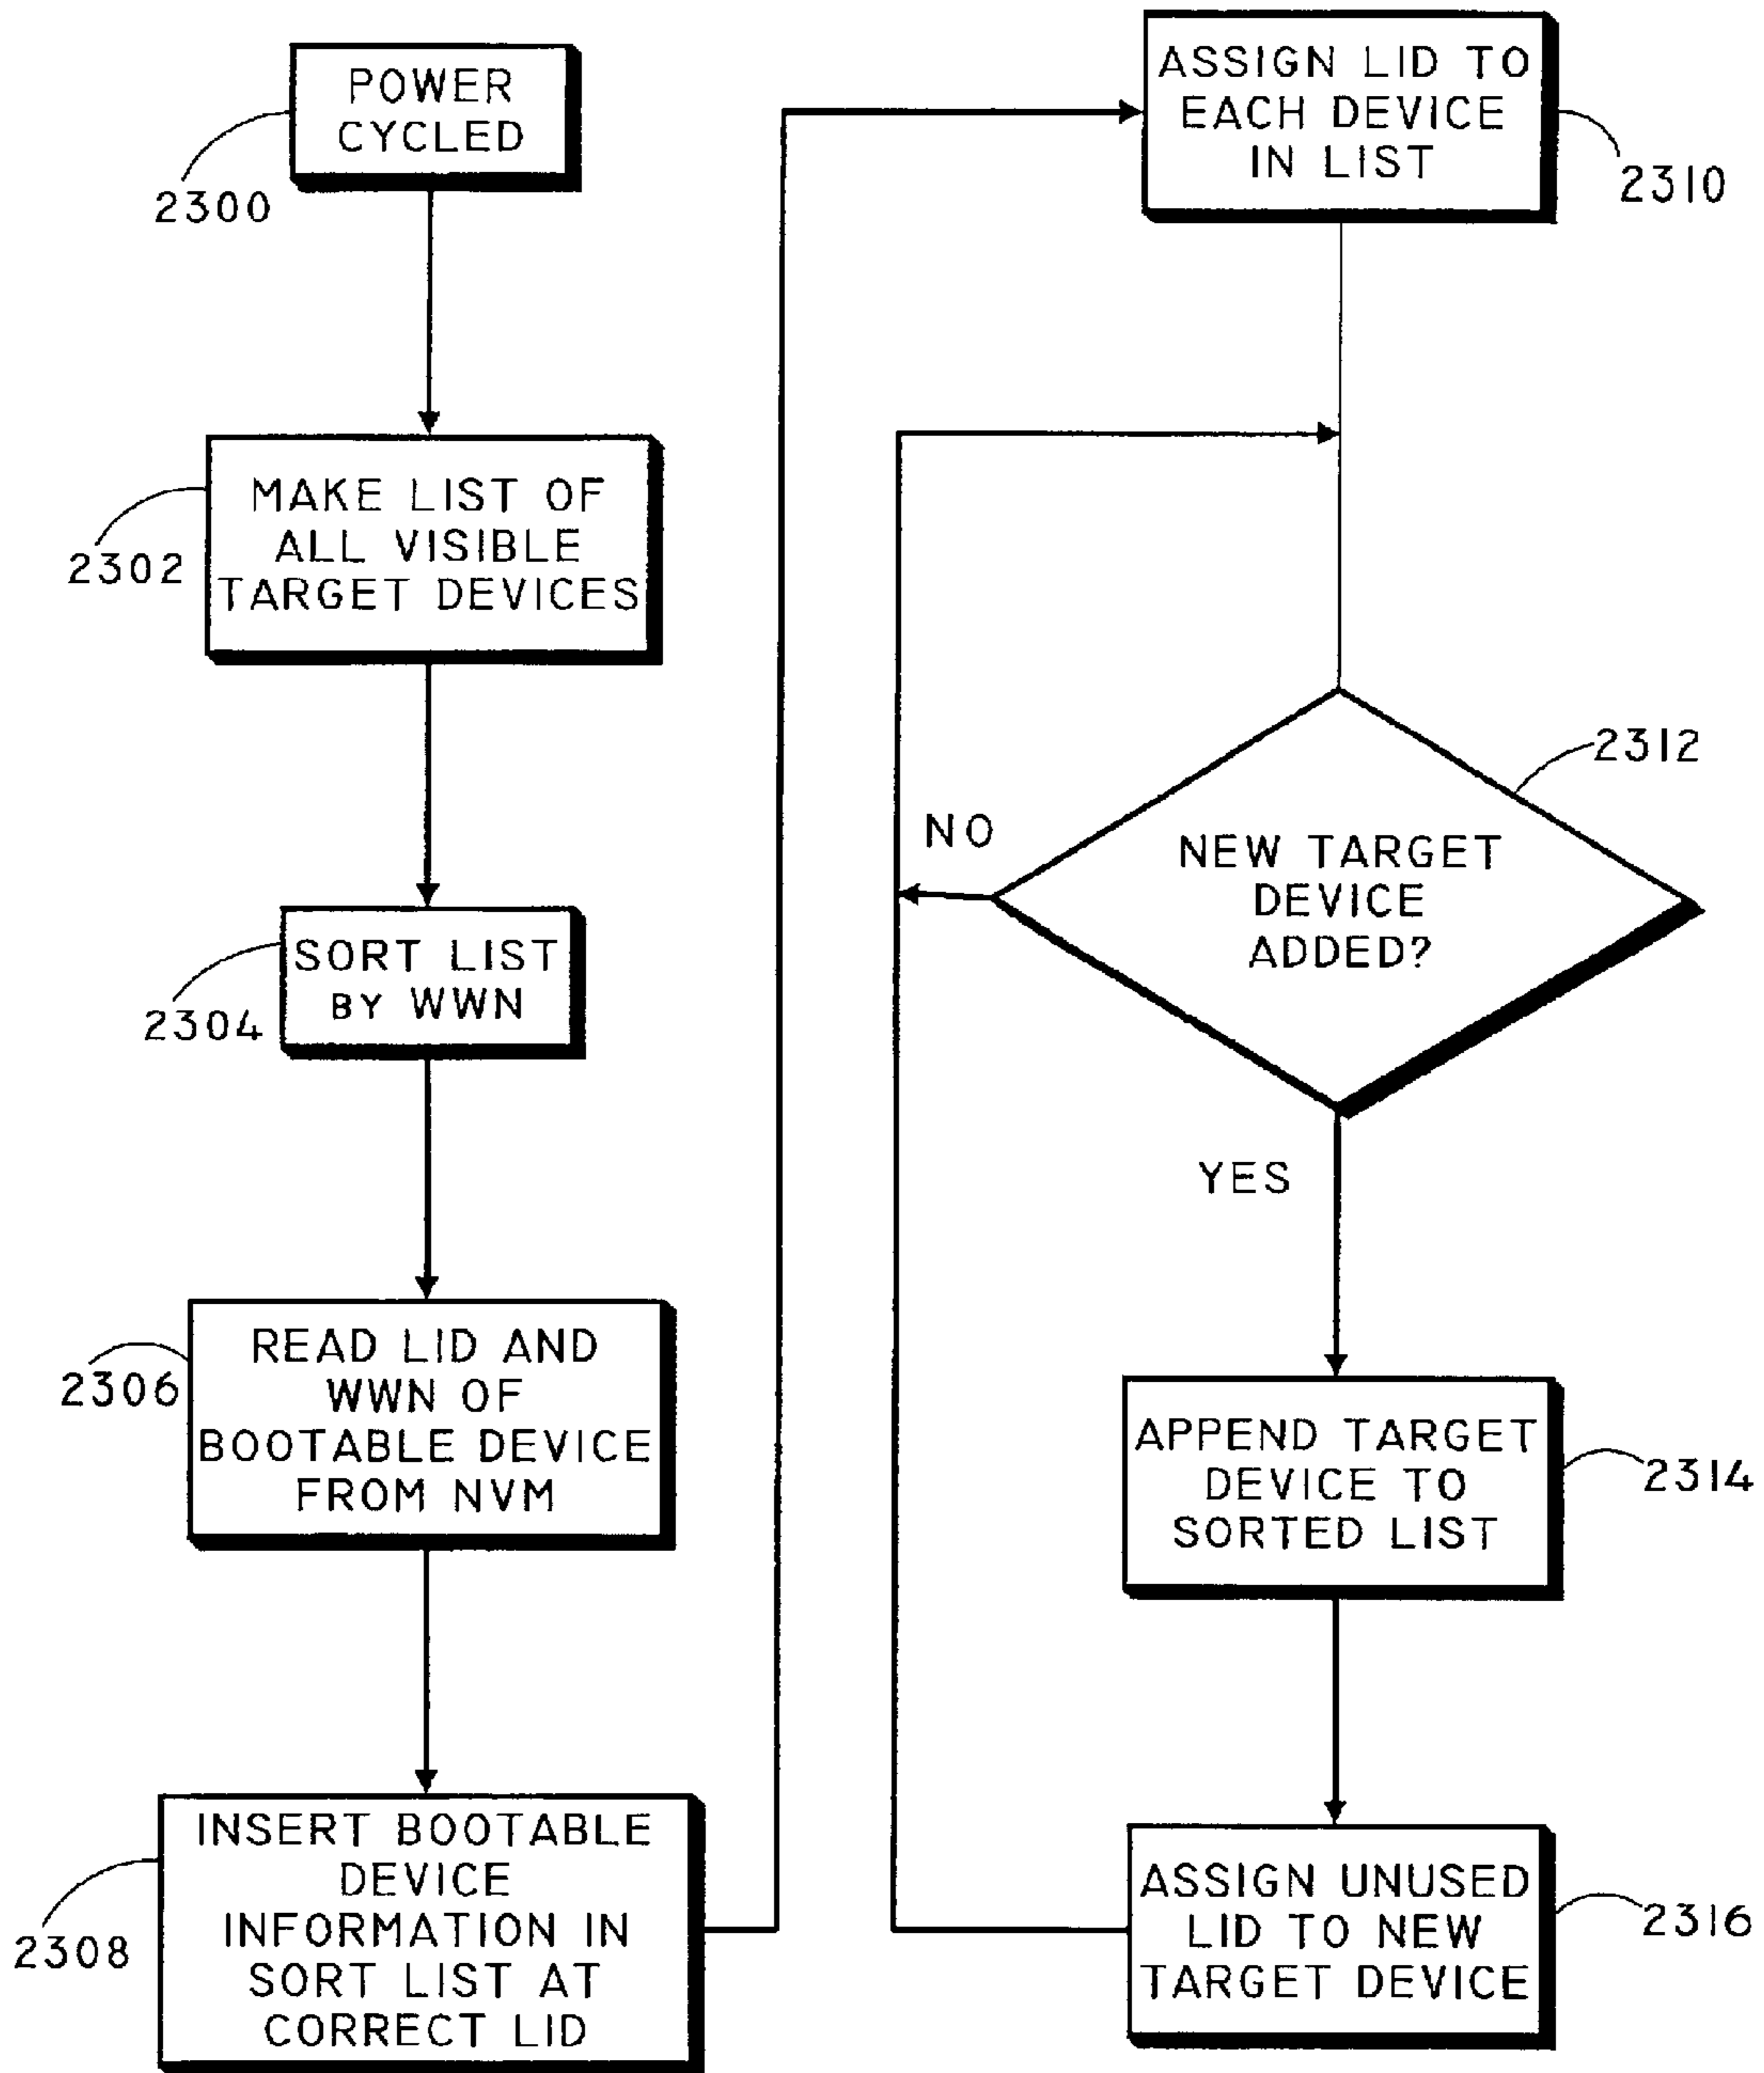 POWER
CYCLED
2300
MAKE LIST OF
ALL VISIBLE
TARGET DEVICES
2302
SORT LIST
BY WWN
2304
READ LID AND
WWN OF
BOOTABLE DEVICE
FROM NVM
2306
INSERT BOOTABLE
DEVICE
INFORMATION IN
SORT LIST AT
CORRECT LID
2308
ASSIGN LID TO
EACH DEVICE
IN LIST
2310
2312
NEW TARGET
DEVICE
ADDED?
NO
YES
APPEND TARGET
DEVICE TO
SORTED LIST
2314
ASSIGN UNUSED
LID TO NEW
TARGET DEVICE
2316